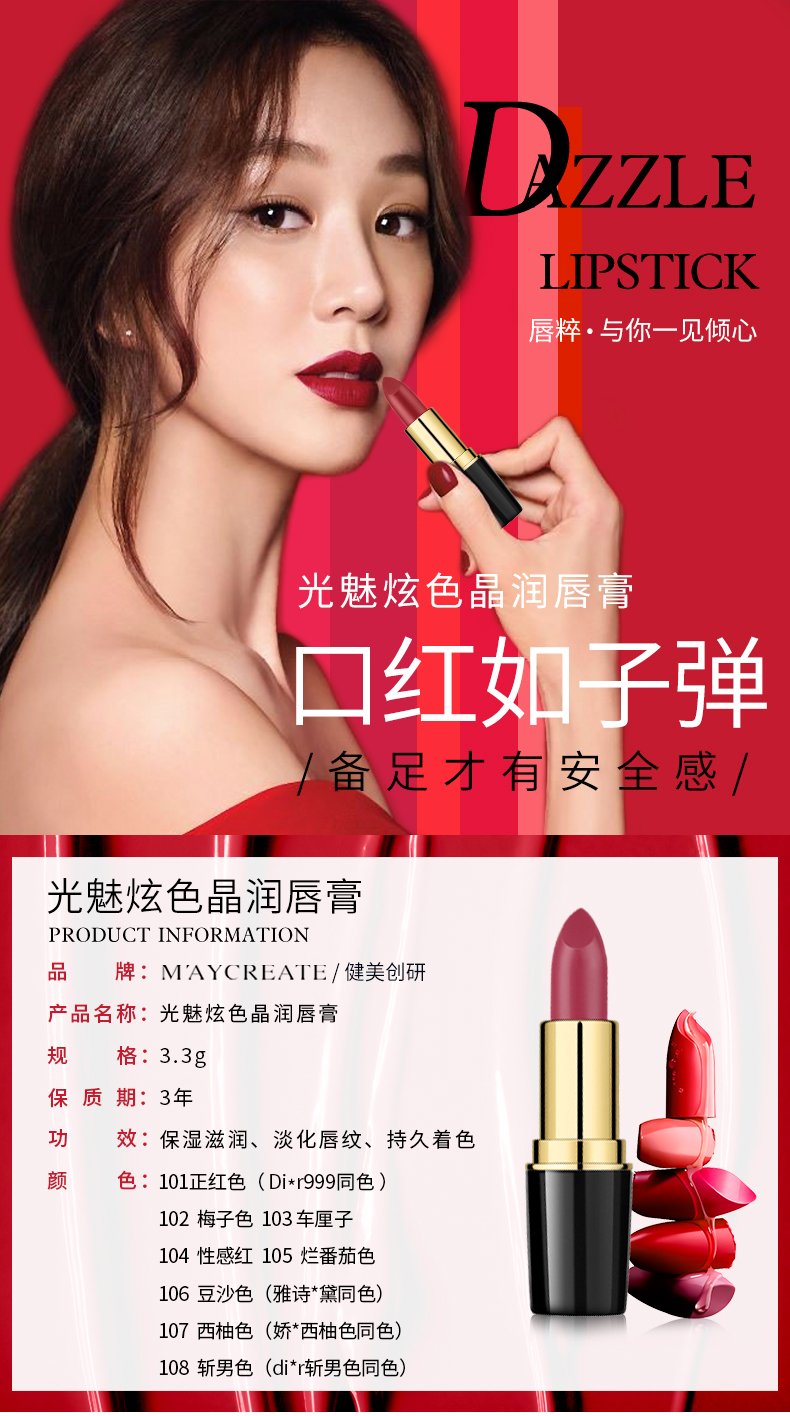 DAZZLE
LIPSTICK
唇粹·与你一见倾心
光魅炫色晶润唇膏
口红如子弹
/备足才有安全感/
光魅炫色晶润唇膏
PRODUCT INFORMATION
品 牌：M'AYCREATE / 健美创研
产品名称：光魅炫色晶润唇膏
规 格：3.3g
保 质 期：3年
功 效：保湿滋润、淡化唇纹、持久着色
颜 色：101正红色（Di*r999同色）
102 梅子色 103 车厘子
104 性感红 105 烂番茄色
106 豆沙色（雅诗*黛同色）
107 西柚色（娇*西柚色同色）
108 斩男色（di*r斩男色同色）